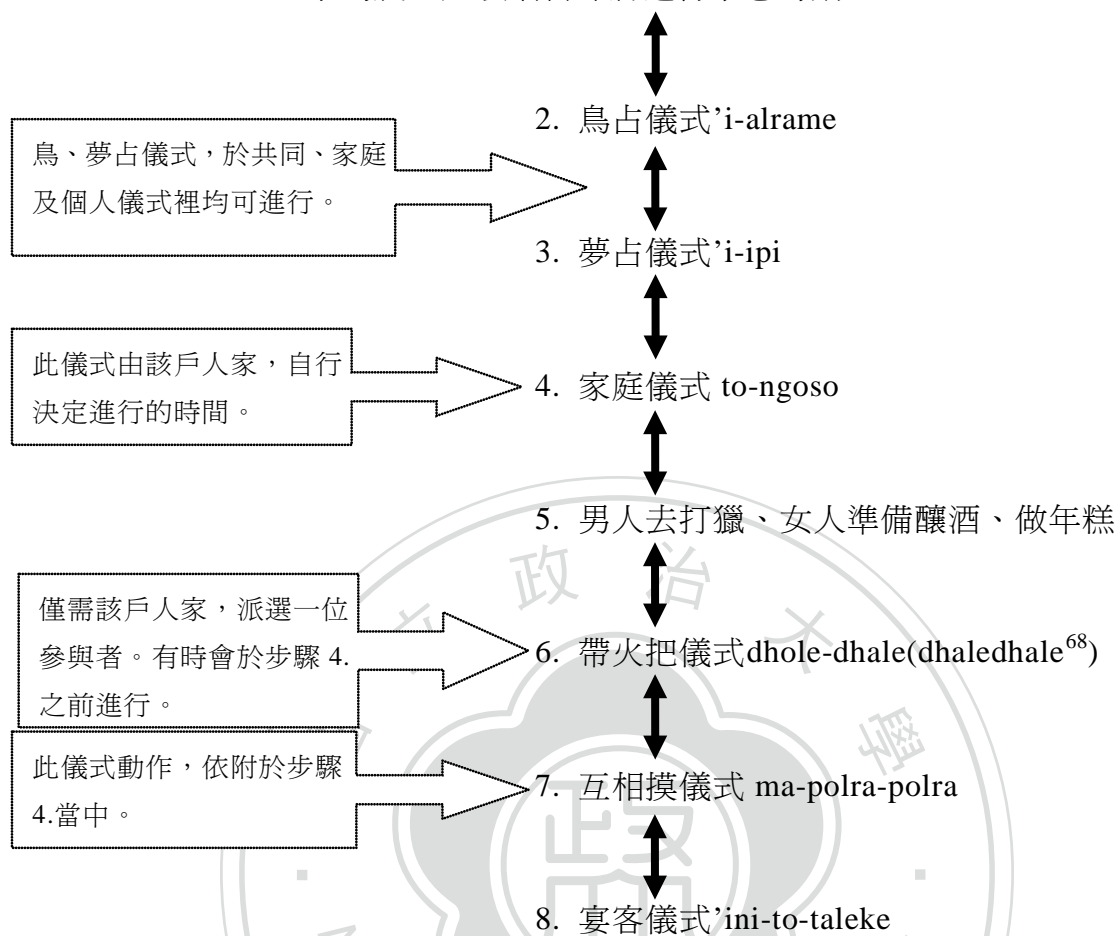 2. 鳥占儀式’i-alrame
鳥、夢占儀式，於共同、家庭
及個人儀式裡均可進行。
3. 夢占儀式’i-ipi
此儀式由該戶人家，自行
決定進行的時間。
4. 家庭儀式 to-ngoso
5. 男人去打獵、女人準備釀酒、做年糕
僅需該戶人家，派選一位
參與者。有時會於步驟 4.
之前進行。
6. 帶火把儀式dhole-dhale(dhaledhale68)
此儀式動作，依附於步驟
4.當中。
7. 互相摸儀式 ma-polra-polra
8. 宴客儀式’ini-to-taleke
政治大學